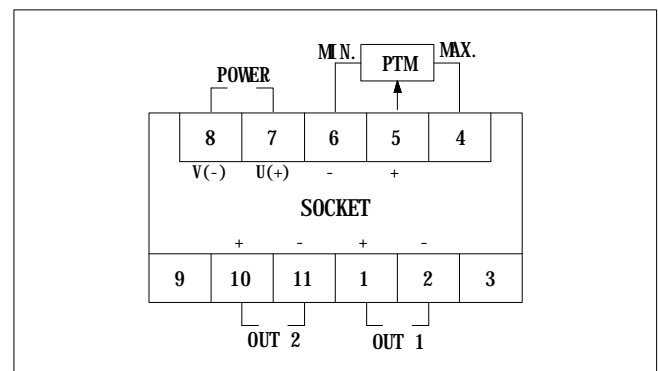 MIN. PTM MAX.
POWER
8 7 6 5 4
V(-) U(+) - +
SOCKET
+ - + -
9 10 11 1 2 3
OUT 2 OUT 1